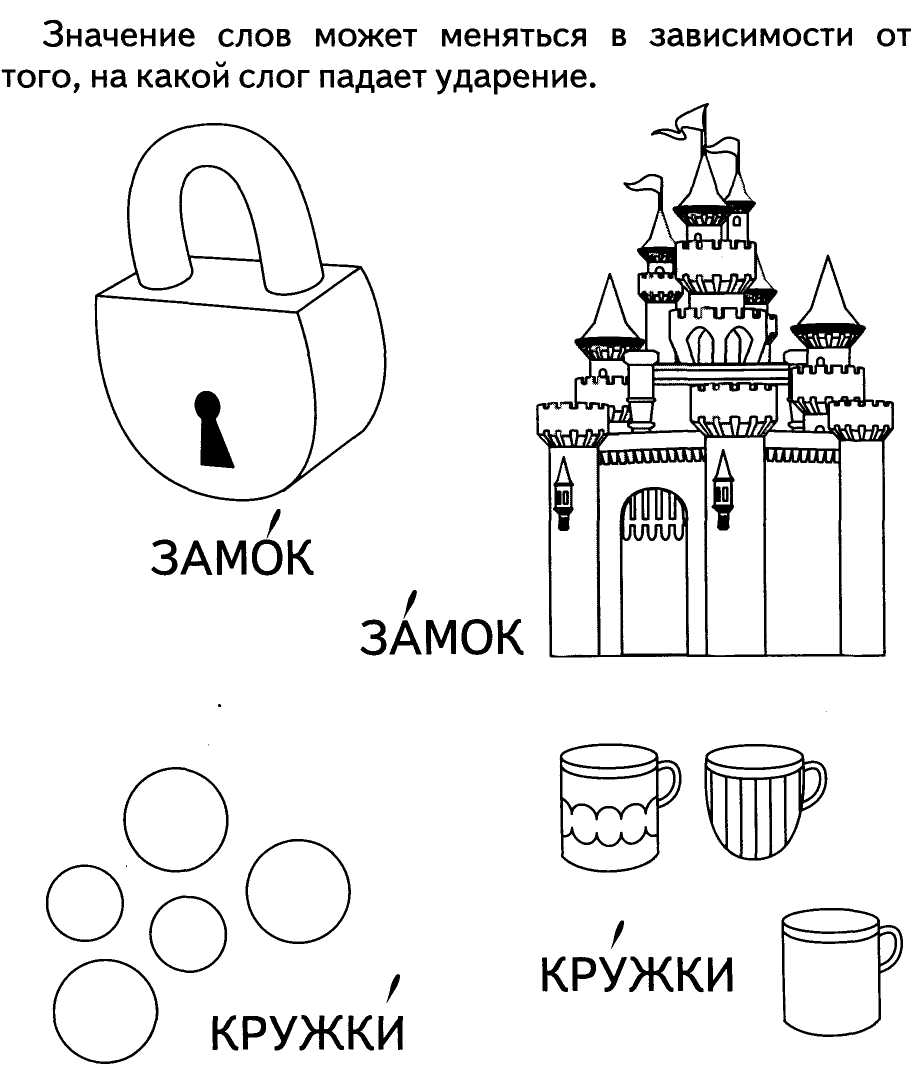 Значение слов может меняться в зависимости от
того, на какой слог падает ударение.
ЗАМО́К
ЗА́МОК
КРУ́ЖКИ
КРУЖКИ́